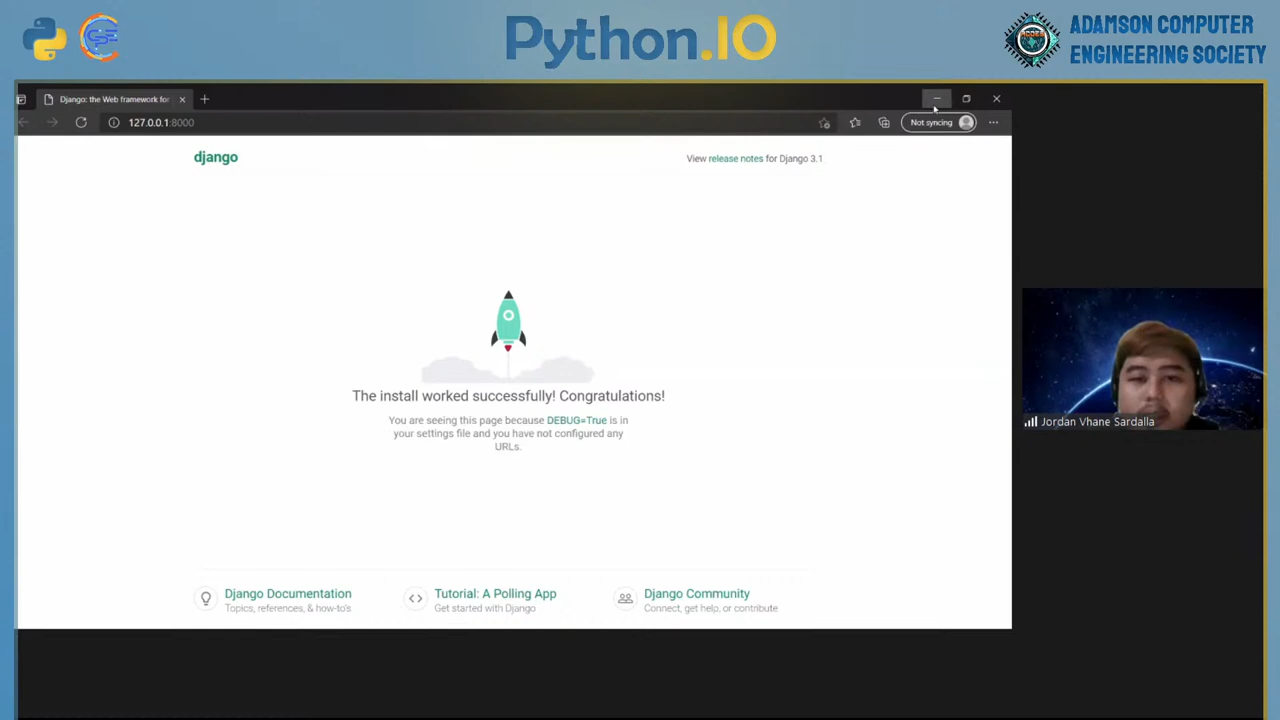 Python.IO
ADAMSON COMPUTER
ENGINEERING SOCIETY
Django: the Web framework for
127.0.0.1:8000
Not syncing
django
View release notes for Django 3.1
The install worked successfully! Congratulations!
You are seeing this page because DEBUG=True is in
your settings file and you have not configured any
URLs.
Jordan Vhane Sardalla
Django Documentation
Topics, references, & how-to's
Tutorial: A Polling App
Get started with Django
Django Community
Connect, get help, or contribute